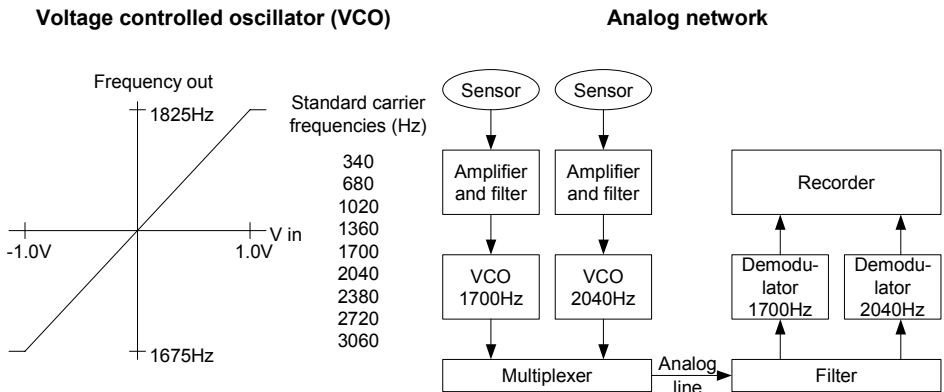 Voltage controlled oscillator (VCO)
Frequency out
1825Hz
-1.0V
1.0V
V in
1675Hz
Standard carrier
frequencies (Hz)
340
680
1020
1360
1700
2040
2380
2720
3060
Analog network
Sensor
Sensor
Amplifier
and filter
Amplifier
and filter
VCO
1700Hz
VCO
2040Hz
Multiplexer
Analog
line
Recorder
Demodu-
lator
1700Hz
Demodu-
lator
2040Hz
Filter